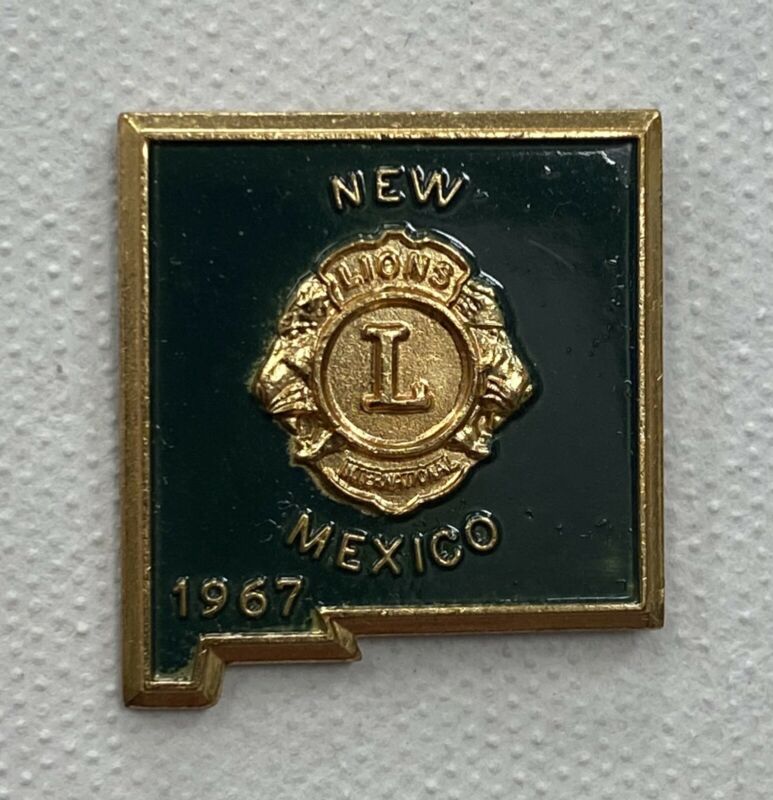 NEW
LIONS
L
INTERNATIONAL
MEXICO
1967